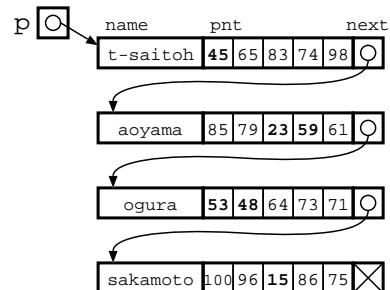 p
name pnt next
t-saitoh 45 65 83 74 98
aoyama 85 79 23 59 61
ogura 53 48 64 73 71
sakamoto 100 96 15 86 75